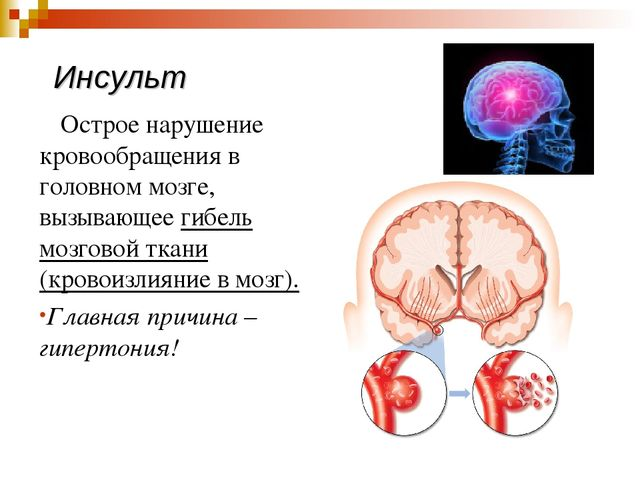 Инсульт
Острое нарушение
кровообращения в
головном мозге,
вызывающее гибель
мозговой ткани
(кровоизлияние в мозг).
•Главная причина –
гипертония!